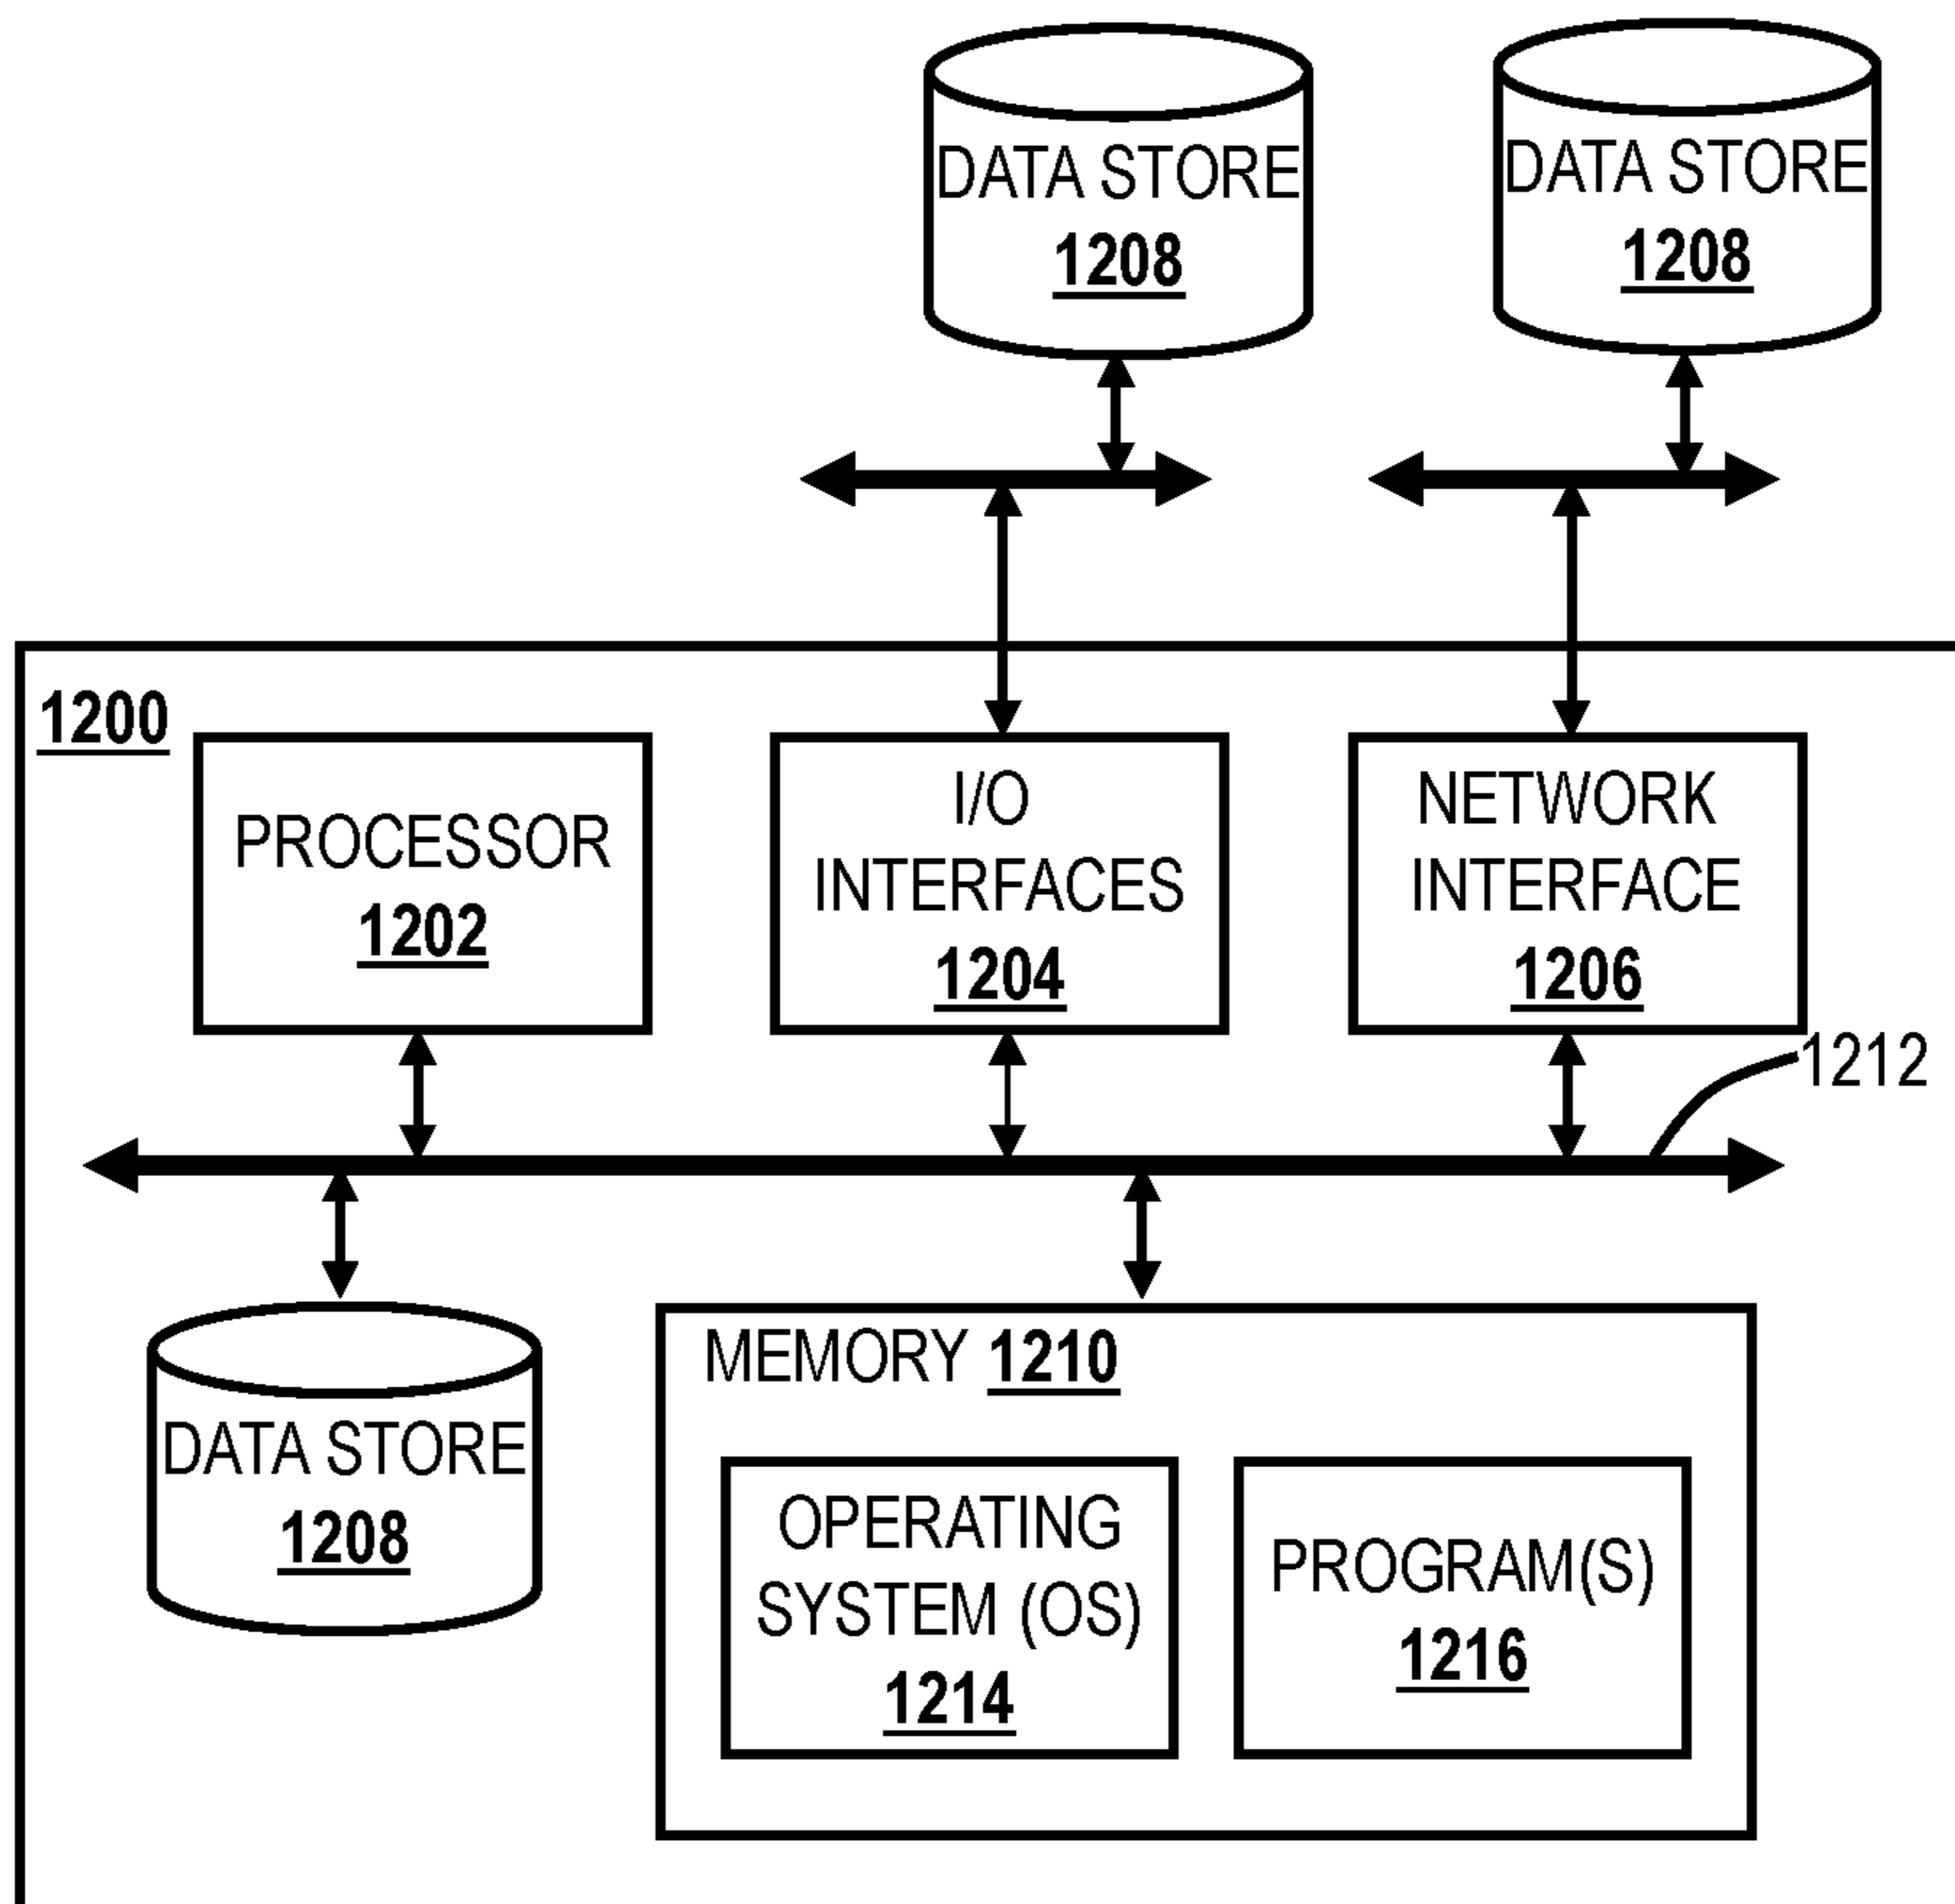 DATA STORE
1208
DATA STORE
1208
1200
PROCESSOR
1202
I/O
INTERFACES
1204
NETWORK
INTERFACE
1206
1212
DATA STORE
1208
MEMORY 1210
OPERATING
SYSTEM (OS)
1214
PROGRAM(S)
1216